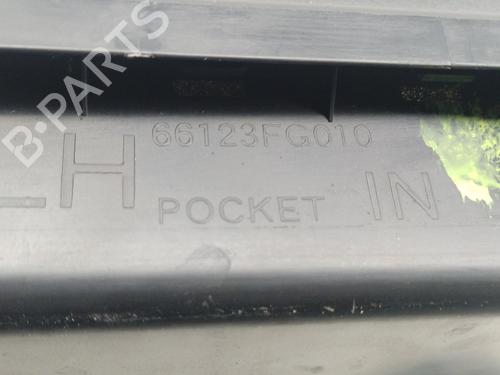 B-PARTS
66123FG010
LH
POCKET IN